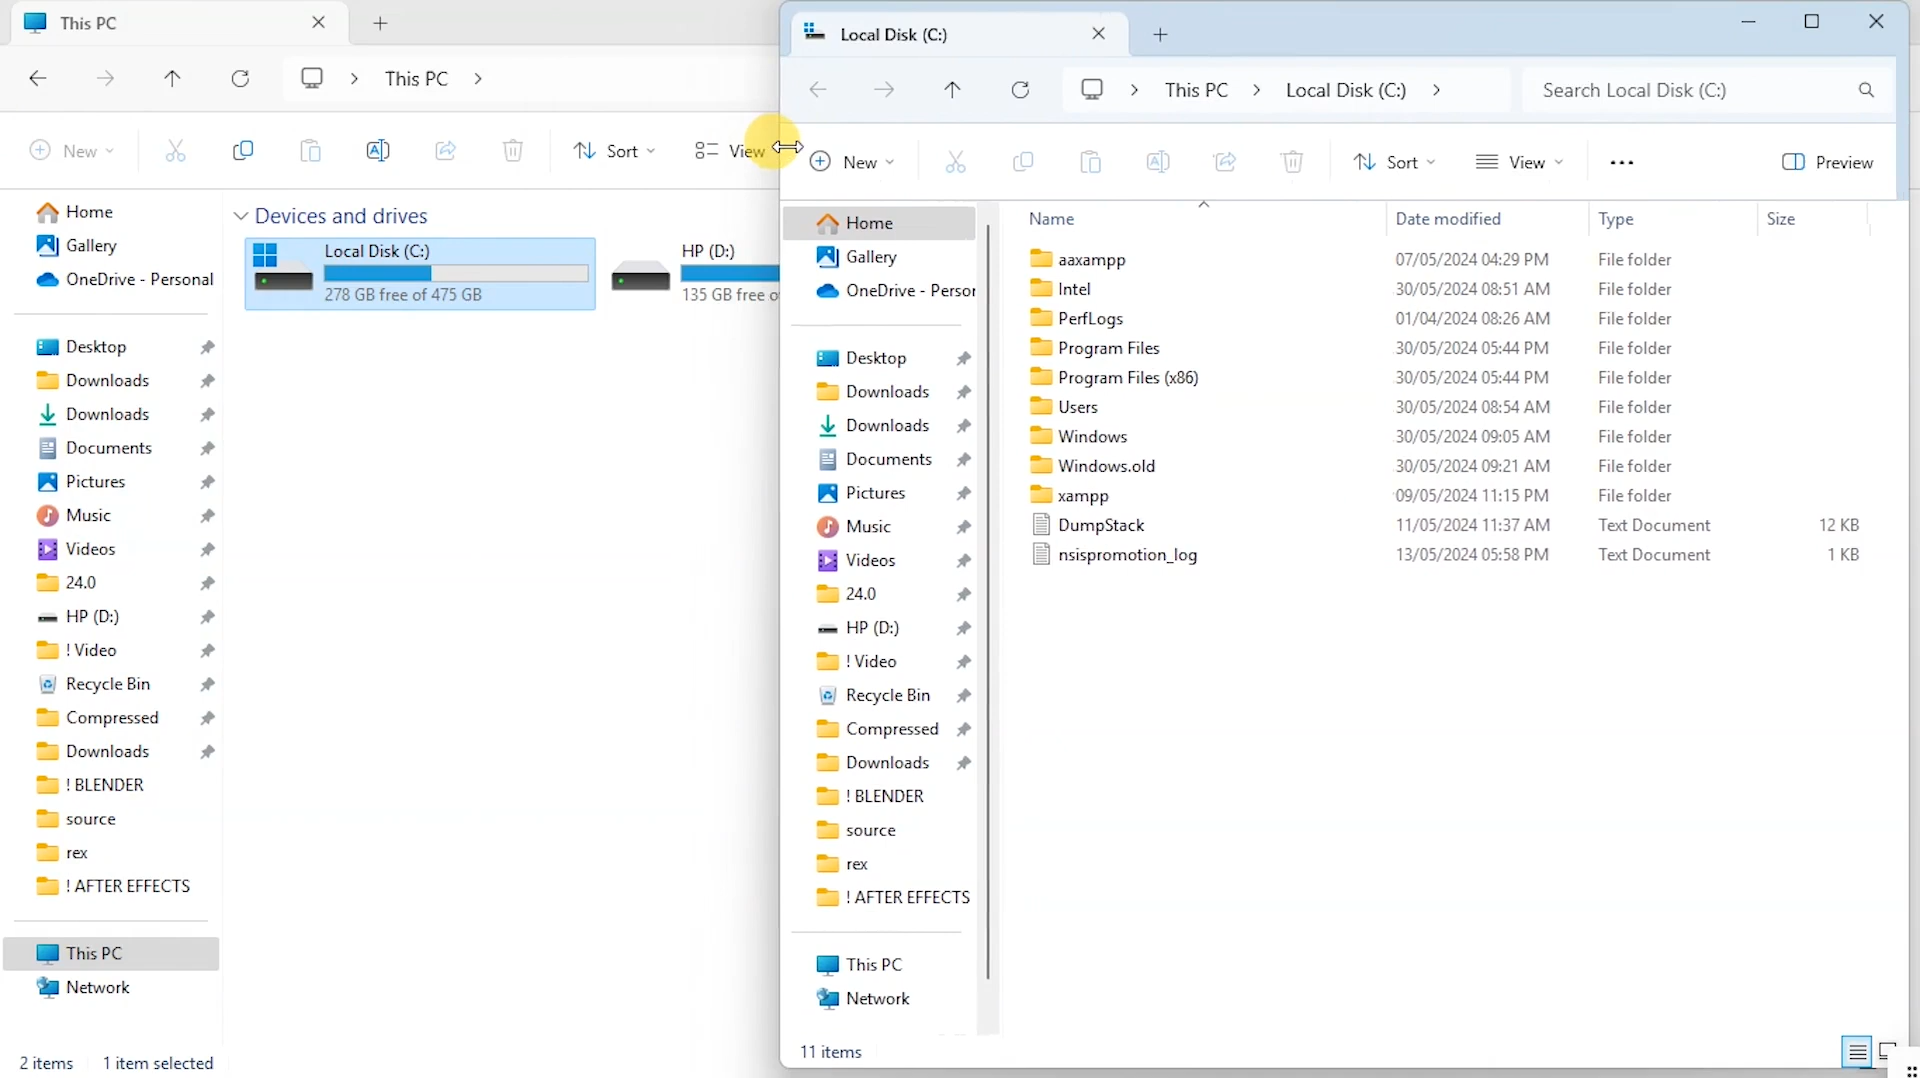 This PC
This PC
New
Sort
View
Home
Gallery
OneDrive - Personal
Desktop
Downloads
Downloads
Documents
Pictures
Music
Videos
24.0
HP (D:)
! Video
Recycle Bin
Compressed
Downloads
! BLENDER
source
rex
! AFTER EFFECTS
This PC
Network
2 items 1 item selected
Devices and drives
Local Disk (C:)
278 GB free of 475 GB
HP (D:)
135 GB free o
Local Disk (C:)
This PC Local Disk (C:)
Search Local Disk (C:)
New
Sort
View
Preview
Home
Gallery
OneDrive - Person
Desktop
Downloads
Downloads
Documents
Pictures
Music
Videos
24.0
HP (D:)
! Video
Recycle Bin
Compressed
Downloads
! BLENDER
source
rex
! AFTER EFFECTS
This PC
Network
11 items
Name Date modified Type Size
aaxampp 07/05/2024 04:29 PM File folder
Intel 30/05/2024 08:51 AM File folder
PerfLogs 01/04/2024 08:26 AM File folder
Program Files 30/05/2024 05:44 PM File folder
Program Files (x86) 30/05/2024 05:44 PM File folder
Users 30/05/2024 08:54 AM File folder
Windows 30/05/2024 09:05 AM File folder
Windows.old 30/05/2024 09:21 AM File folder
xampp 09/05/2024 11:15 PM File folder
DumpStack 11/05/2024 11:37 AM Text Document 12 KB
nsispromotion_log 13/05/2024 05:58 PM Text Document 1 KB